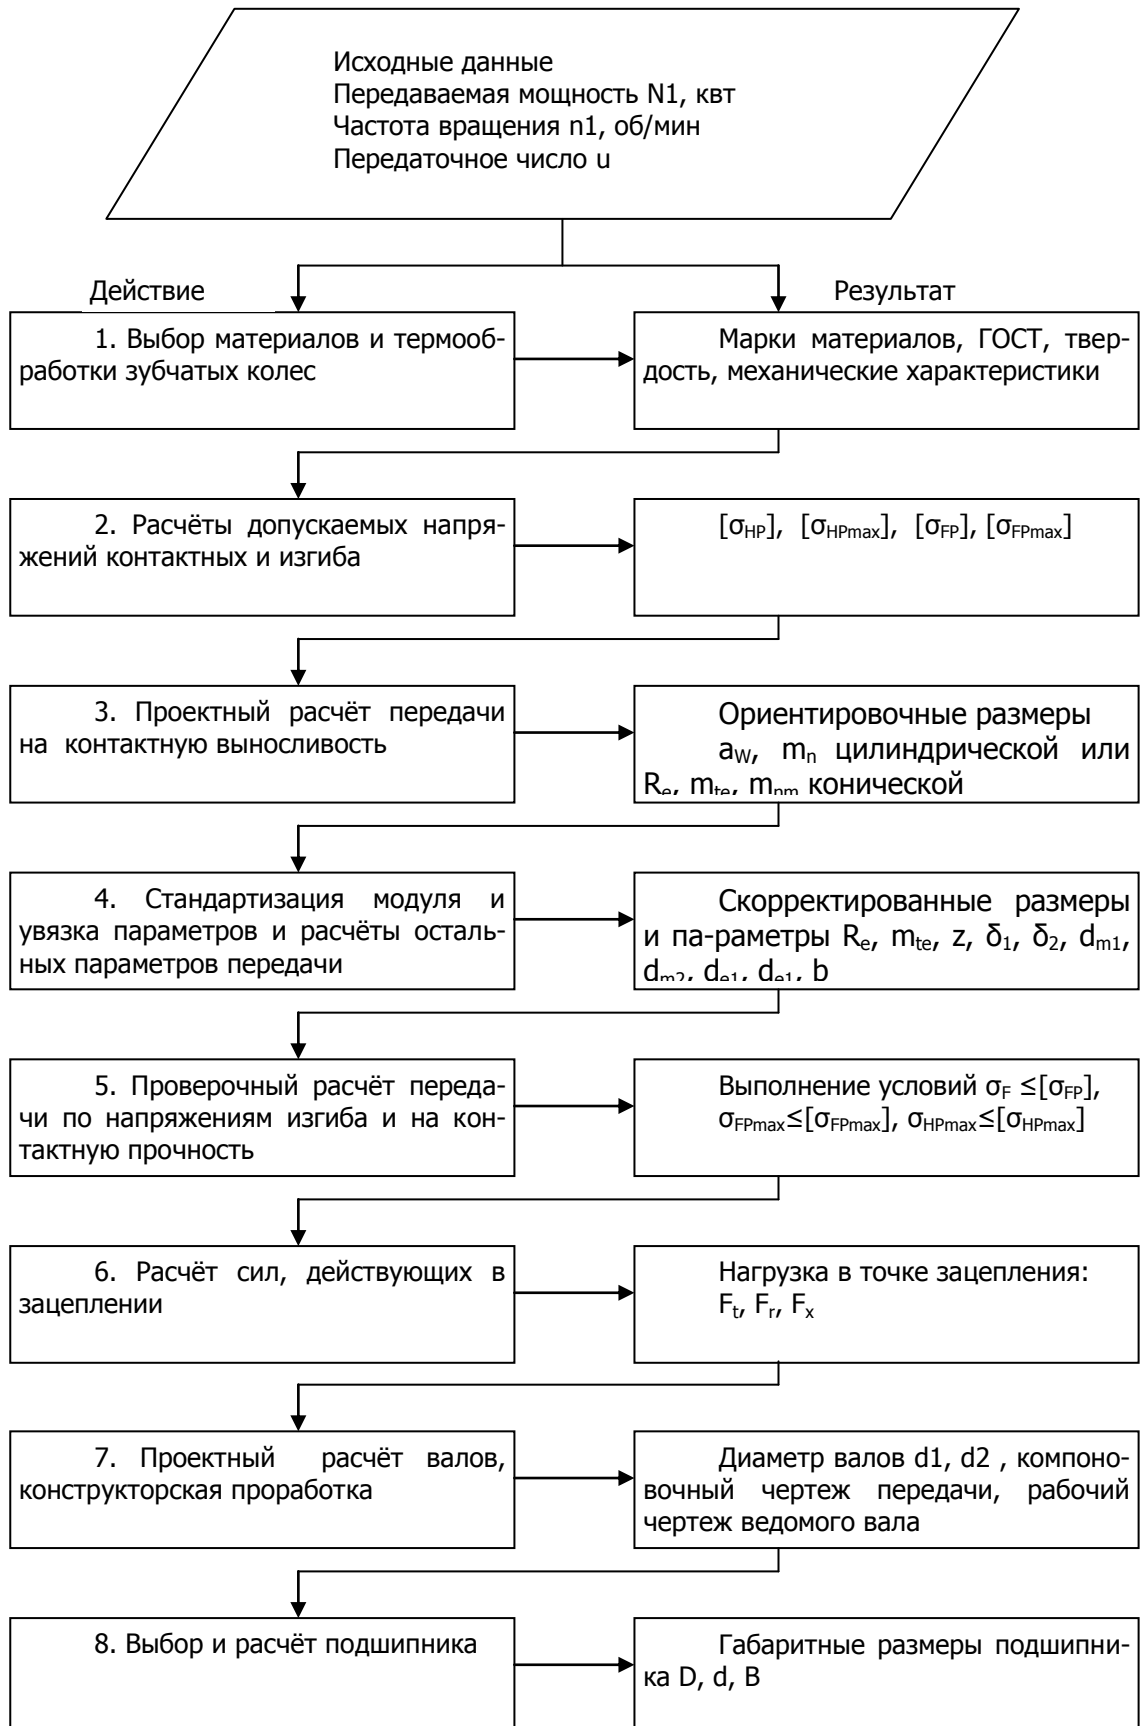 Исходные данные
Передаваемая мощность N1, квт
Частота вращения n1, об/мин
Передаточное число u
Действие
Результат
1. Выбор материалов и термооб-
работки зубчатых колес
Марки материалов, ГОСТ, твер-
дость, механические характеристики
2. Расчёты допускаемых напря-
жений контактных и изгиба
[σHP], [σHPmax], [σFP], [σFPmax]
3. Проектный расчёт передачи
на контактную выносливость
Ориентировочные размеры
aW, mn цилиндрической или
Re, mte, mnm конической
4. Стандартизация модуля и
увязка параметров и расчёты осталь-
ных параметров передачи
Скорректированные размеры
и па-раметры Re, mte, z, δ1, δ2, dm1,
dm2, de1, de1, b
5. Проверочный расчёт переда-
чи по напряжениям изгиба и на кон-
тактную прочность
Выполнение условий σF ≤[σFP],
σFPmax≤[σFPmax], σHPmax≤[σHPmax]
6. Расчёт сил, действующих в
зацеплении
Нагрузка в точке зацепления:
Ft, Fr, Fx
7. Проектный расчёт валов,
конструкторская проработка
Диаметр валов d1, d2 , компоно-
вочный чертеж передачи, рабочий
чертеж ведомого вала
8. Выбор и расчёт подшипника
Габаритные размеры подшипни-
ка D, d, B